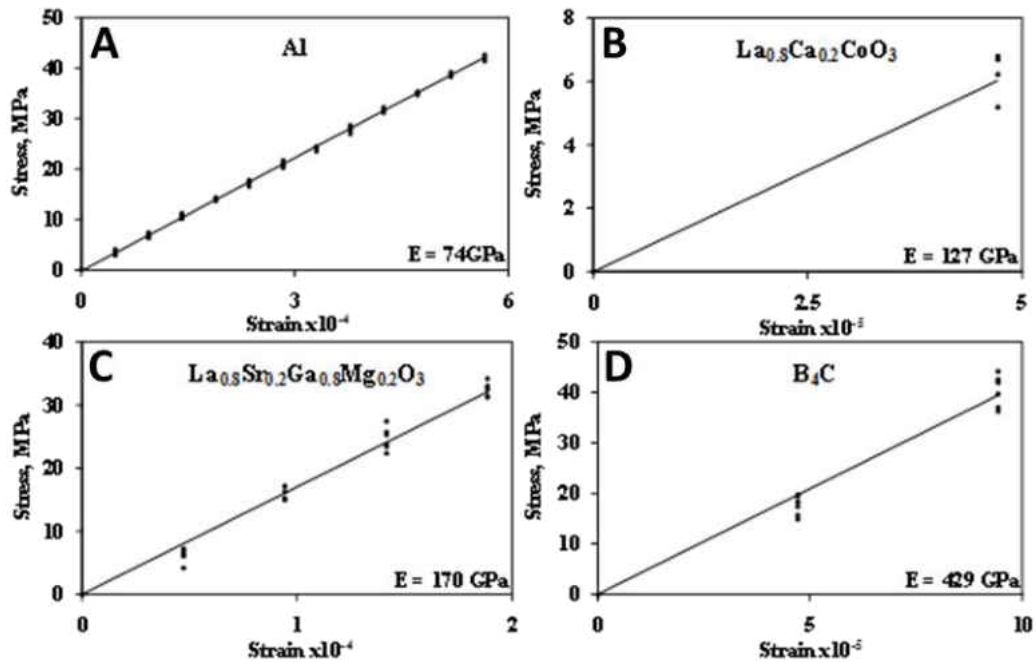 A
Al
50
40
30
20
10
0
Stress, MPa
E = 74GPa
0
3
6
Strain x10⁻⁴
B
La₀.₈Ca₀.₂CoO₃
8
6
4
2
0
Stress, MPa
E = 127 GPa
0
2.5
5
Strain x10⁻⁵
C
La₀.₈Sr₀.₂Ga₀.₈Mg₀.₂O₃
40
30
20
10
0
Stress, MPa
E = 170 GPa
0
1
2
Strain x10⁻⁴
D
B₄C
50
40
30
20
10
0
Stress, MPa
E = 429 GPa
0
5
10
Strain x10⁻⁵